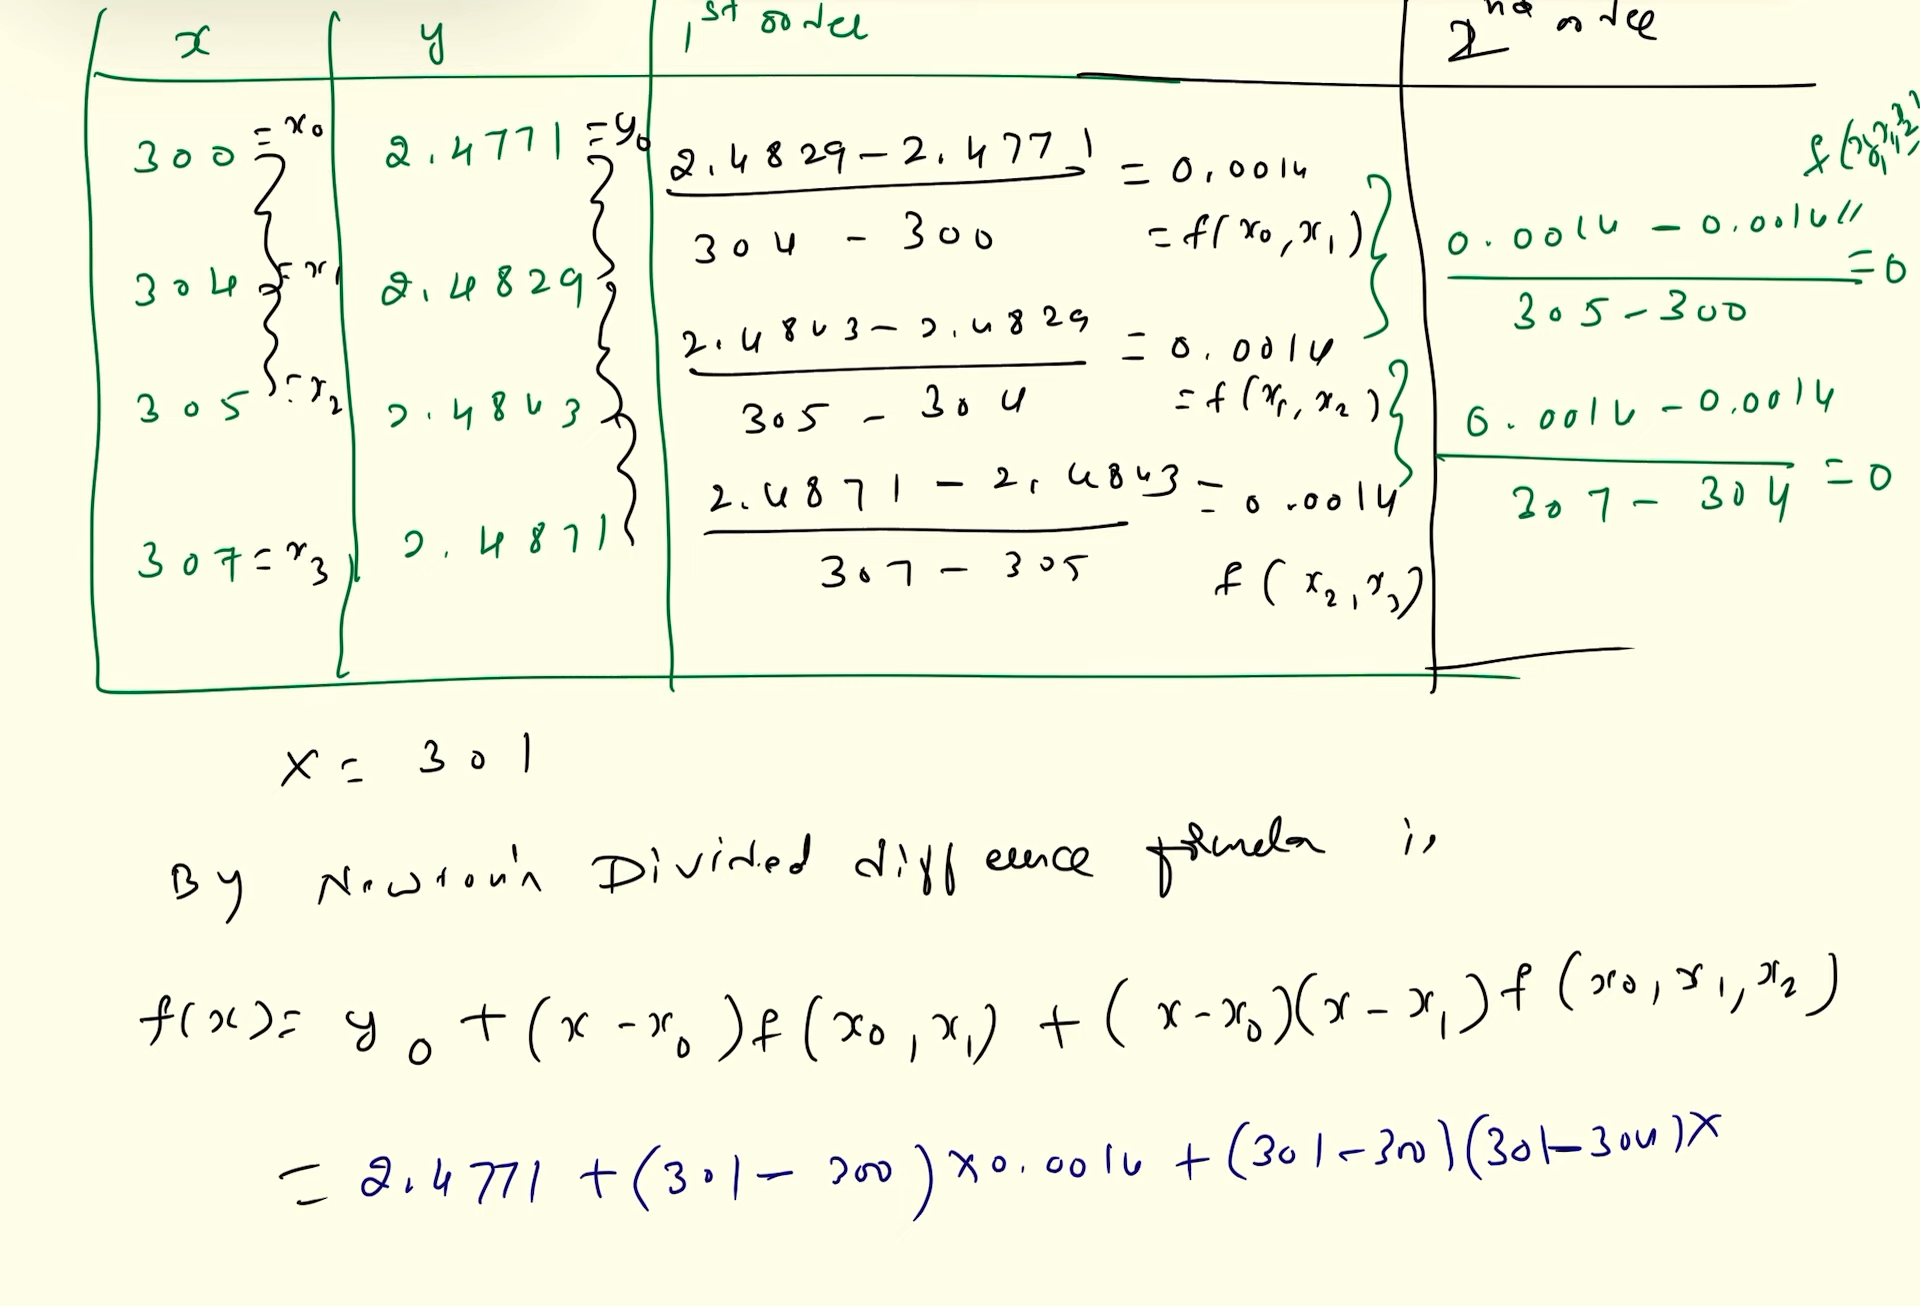 x y 1st order 2nd order
300 = x₀ 2.4771 = y₀ (2.4829 − 2.4771)/(304 − 300) = 0.0014 = f(x₀, x₁)
f(x₀, x₁, x₂)
304 = x₁ 2.4829 (2.4843 − 2.4829)/(305 − 304) = 0.0014 = f(x₁, x₂) (0.0014 − 0.0014)/(305 − 300) = 0
305 = x₂ 2.4843 (2.4871 − 2.4843)/(307 − 305) = 0.0014 f(x₂, x₃) (0.0014 − 0.0014)/(307 − 304) = 0
307 = x₃ 2.4871
x = 301
By Newton's Divided difference formula is
f(x) = y₀ + (x − x₀) f(x₀, x₁) + (x − x₀)(x − x₁) f(x₀, x₁, x₂)
= 2.4771 + (301 − 300) × 0.0014 + (301 − 300)(301 − 304) ×